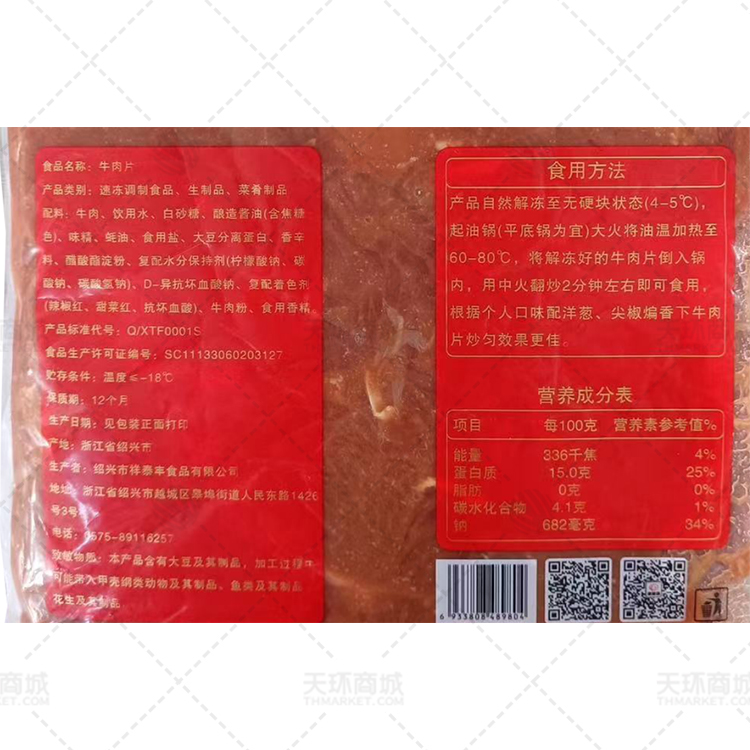 食品名称：牛肉片
产品类别：速冻调制食品、生制品、菜肴制品
配料：牛肉、饮用水、白砂糖、酿造酱油(含焦糖
色)、味精、蚝油、食用盐、大豆分离蛋白、香辛
料、醋酸酯淀粉、复配水分保持剂(柠檬酸钠、碳
酸钠、碳酸氢钠)、D-异抗坏血酸钠、复配着色剂
(辣椒红、甜菜红、抗坏血酸)、牛肉粉、食用香精
产品标准代号：Q/XTF0001S
食品生产许可证编号：SC11133060203127
贮存条件：温度≤-18℃
保质期：12个月
生产日期：见包装正面打印
产地：浙江省绍兴市
生产者：绍兴市祥泰丰食品有限公司
地址：浙江省绍兴市越城区皋埠街道人民东路1426
号3号
电话：0575-89116257
致敏物质：本产品含有大豆及其制品，加工过程中
可能带入甲壳纲类动物及其制品、鱼类及其制品、
花生及其制品
食用方法
产品自然解冻至无硬块状态(4-5℃)，
起油锅(平底锅为宜)大火将油温加热至
60-80℃，将解冻好的牛肉片倒入锅
内，用中火翻炒2分钟左右即可食用，
根据个人口味配洋葱、尖椒煸香下牛肉
片炒匀效果更佳。
营养成分表
项目 每100克 营养素参考值%
能量 336千焦 4%
蛋白质 15.0克 25%
脂肪 0克 0%
碳水化合物 4.1克 1%
钠 682毫克 34%
6 933808 489804
天环商城
THMARKET.COM